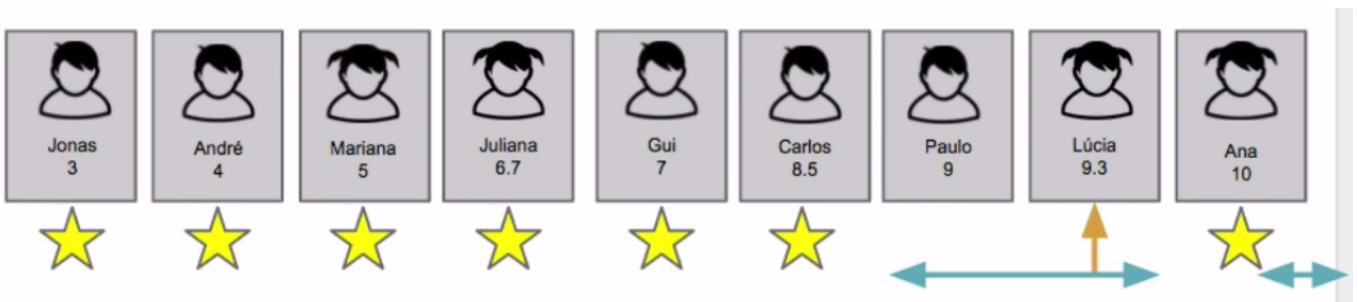 Jonas
3
André
4
Mariana
5
Juliana
6.7
Gui
7
Carlos
8.5
Paulo
9
Lúcia
9.3
Ana
10